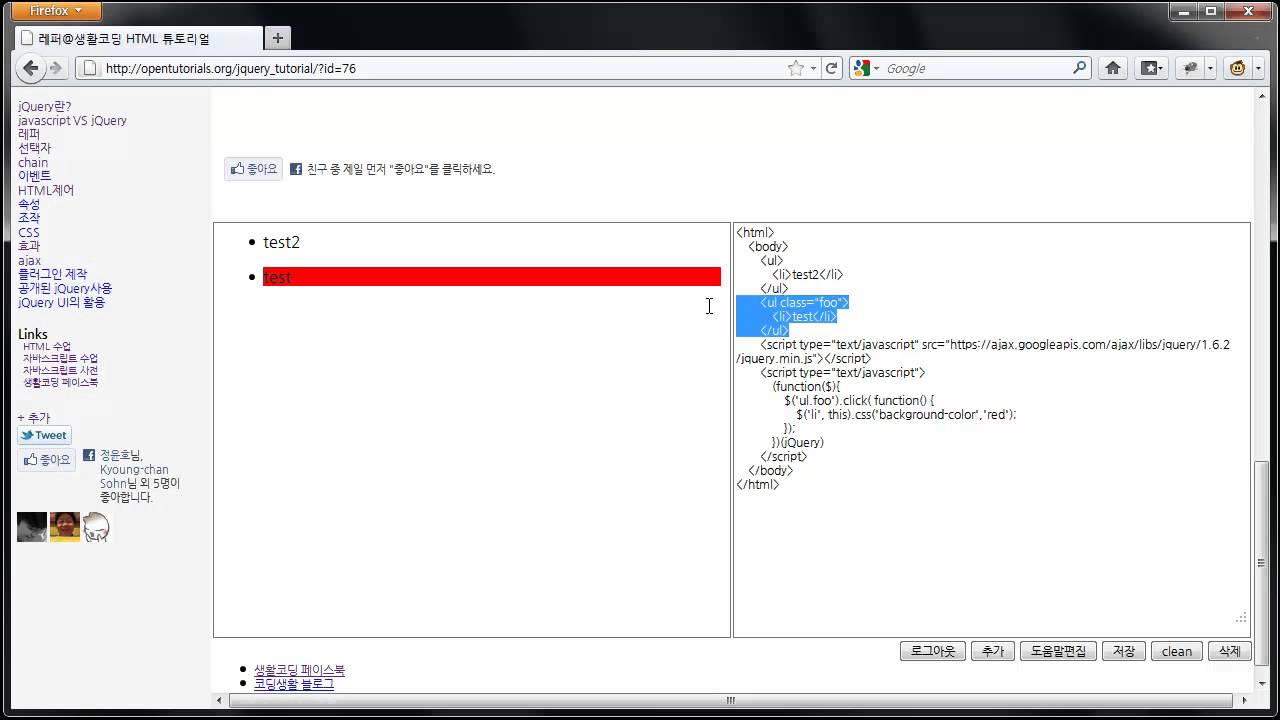 Firefox
레퍼@생활코딩 HTML 튜토리얼
http://opentutorials.org/jquery_tutorial/?id=76
Google
jQuery란?
javascript VS jQuery
레퍼
선택자
chain
이벤트
HTML제어
속성
조작
CSS
효과
ajax
플러그인 제작
공개된 jQuery사용
jQuery UI의 활용
Links
HTML 수업
자바스크립트 수업
자바스크립트 사전
생활코딩 페이스북
+ 추가
Tweet
좋아요
정윤호님,
Kyoung-chan
Sohn님 외 5명이
좋아합니다.
좋아요 친구 중 제일 먼저 "좋아요"를 클릭하세요.
test2
test
<html>
<body>
<ul>
<li>test2</li>
</ul>
<ul class="foo">
<li>test</li>
</ul>
<script type="text/javascript" src="https://ajax.googleapis.com/ajax/libs/jquery/1.6.2
/jquery.min.js"></script>
<script type="text/javascript">
(function($){
$('ul.foo').click( function() {
$('li', this).css('background-color','red');
});
})(jQuery)
</script>
</body>
</html>
로그아웃 추가 도움말편집 저장 clean 삭제
생활코딩 페이스북
코딩생활 블로그